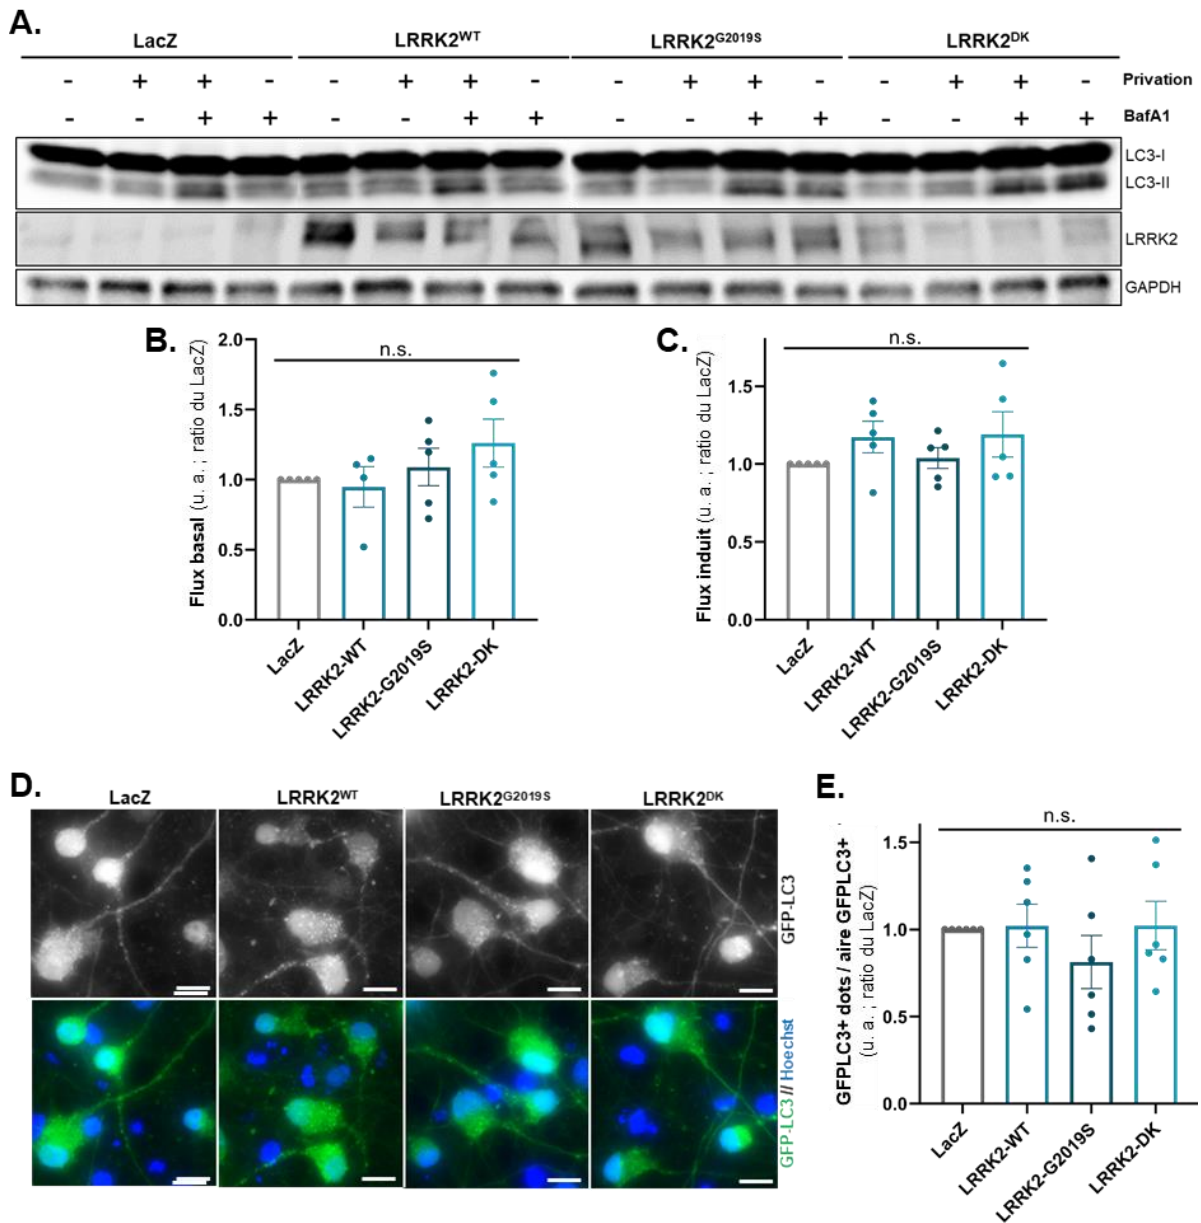 A.
LacZ LRRK2WT LRRK2G2019S LRRK2DK
- + + - - + + - - + + - - + + - Privation
- - + + - - + + - - + + - - + + BafA1
LC3-I
LC3-II
LRRK2
GAPDH
B.
Flux basal (u. a. ; ratio du LacZ)
2.0
1.5
1.0
0.5
0.0
n.s.
LacZ
LRRK2-WT
LRRK2-G2019S
LRRK2-DK
C.
Flux induit (u. a. ; ratio du LacZ)
1.5
1.0
0.5
0.0
n.s.
LacZ
LRRK2-WT
LRRK2-G2019S
LRRK2-DK
D.
LacZ LRRK2WT LRRK2G2019S LRRK2DK
GFP-LC3
GFP-LC3 // Hoechst
E.
GFPLC3+ dots / aire GFPLC3+
(u. a. ; ratio du LacZ)
1.5
1.0
0.5
0.0
n.s.
LacZ
LRRK2-WT
LRRK2-G2019S
LRRK2-DK